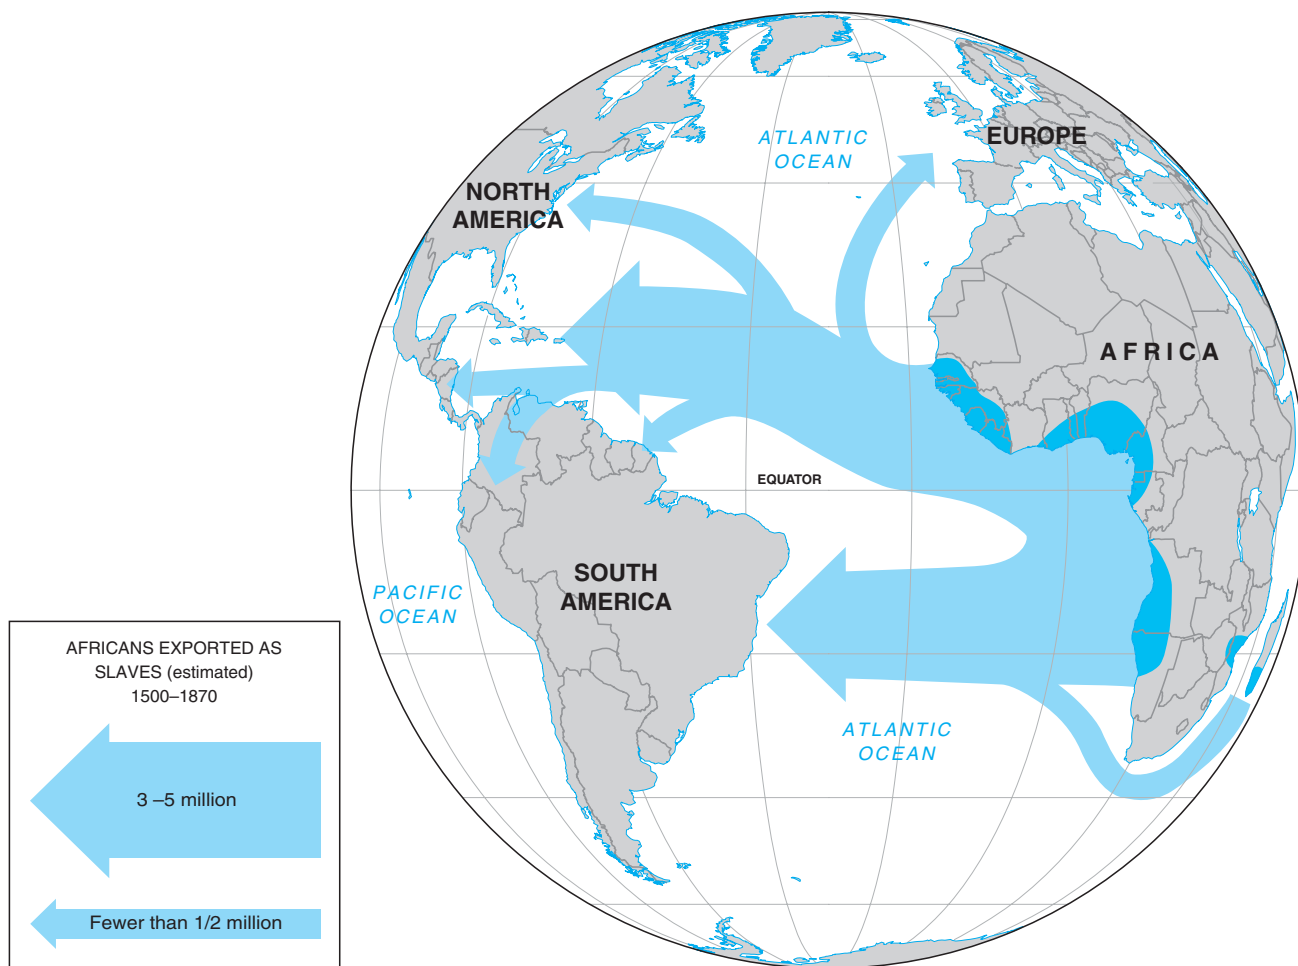 ATLANTIC
OCEAN
EUROPE
NORTH
AMERICA
AFRICA
EQUATOR
SOUTH
AMERICA
PACIFIC
OCEAN
ATLANTIC
OCEAN
AFRICANS EXPORTED AS
SLAVES (estimated)
1500–1870
3 –5 million
Fewer than 1/2 million